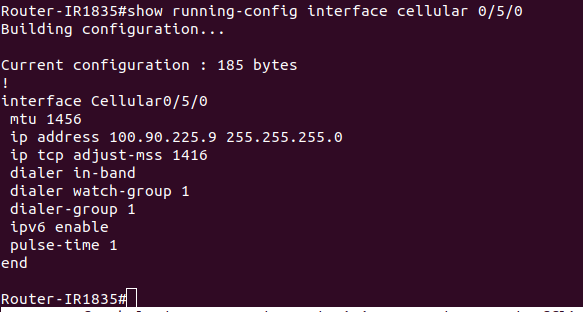 Router-IR1835#show running-config interface cellular 0/5/0
Building configuration...
Current configuration : 185 bytes
!
interface Cellular0/5/0
mtu 1456
ip address 100.90.225.9 255.255.255.0
ip tcp adjust-mss 1416
dialer in-band
dialer watch-group 1
dialer-group 1
ipv6 enable
pulse-time 1
end
Router-IR1835#